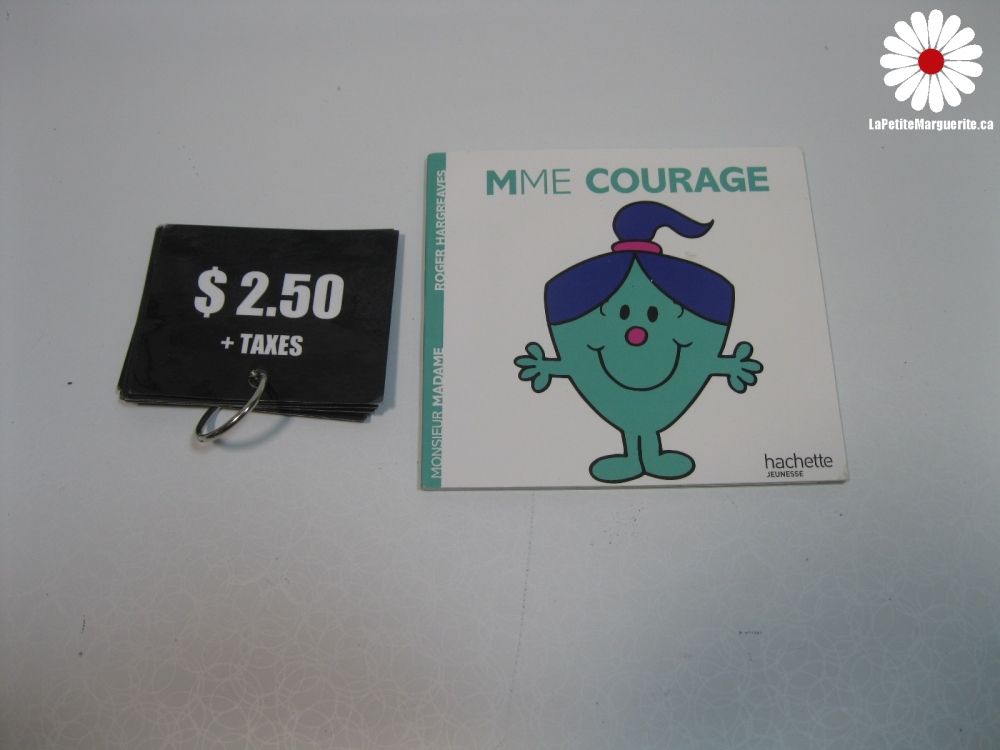 LaPetiteMarguerite.ca
$ 2.50
+ TAXES
MME COURAGE
ROGER HARGREAVES
MONSIEUR MADAME
hachette
JEUNESSE